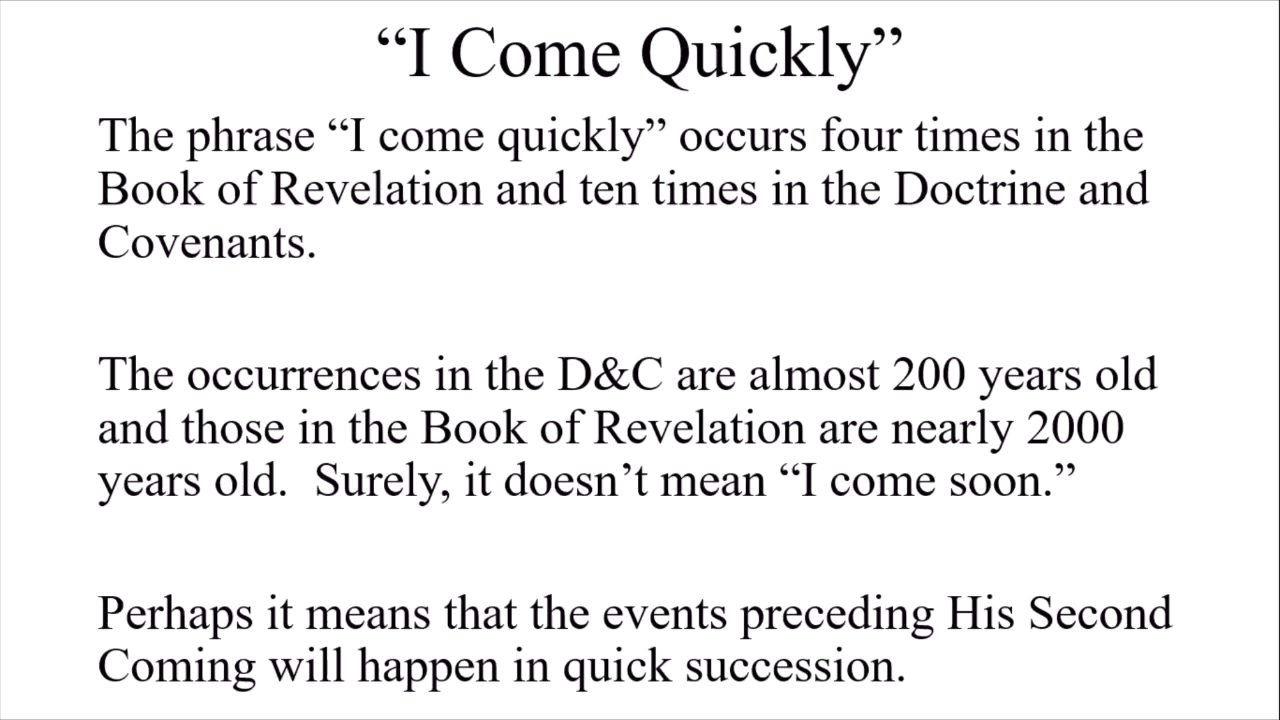 “I Come Quickly”
The phrase “I come quickly” occurs four times in the
Book of Revelation and ten times in the Doctrine and
Covenants.
The occurrences in the D&C are almost 200 years old
and those in the Book of Revelation are nearly 2000
years old.  Surely, it doesn’t mean “I come soon.”
Perhaps it means that the events preceding His Second
Coming will happen in quick succession.